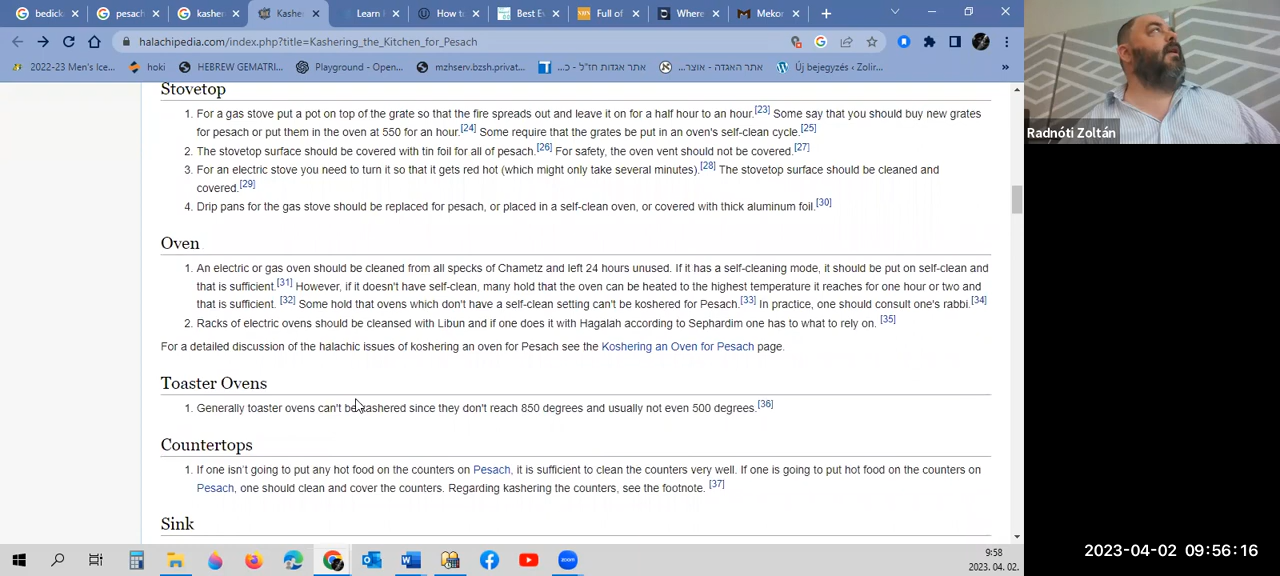 bedick
pesach
kashe
Kashe
Learn
How t
Best E
Full of
Where
Mekor
halachipedia.com/index.php?title=Kashering_the_Kitchen_for_Pesach
2022-23 Men's Ice...
hoki
HEBREW GEMATRI...
Playground - Open...
mzhserv.bzsh.privat...
אתר אגדות חז"ל - כ...
אתר האגדה - אוצר...
Új bejegyzés ‹ Zolir...
»
Radnóti Zoltán
Stovetop
1. For a gas stove put a pot on top of the grate so that the fire spreads out and leave it on for a half hour to an hour.[23] Some say that you should buy new grates
for pesach or put them in the oven at 550 for an hour.[24] Some require that the grates be put in an oven's self-clean cycle.[25]
2. The stovetop surface should be covered with tin foil for all of pesach.[26] For safety, the oven vent should not be covered.[27]
3. For an electric stove you need to turn it so that it gets red hot (which might only take several minutes).[28] The stovetop surface should be cleaned and
covered.[29]
4. Drip pans for the gas stove should be replaced for pesach, or placed in a self-clean oven, or covered with thick aluminum foil.[30]
Oven
1. An electric or gas oven should be cleaned from all specks of Chametz and left 24 hours unused. If it has a self-cleaning mode, it should be put on self-clean and
that is sufficient.[31] However, if it doesn't have self-clean, many hold that the oven can be heated to the highest temperature it reaches for one hour or two and
that is sufficient. [32] Some hold that ovens which don't have a self-clean setting can't be koshered for Pesach.[33] In practice, one should consult one's rabbi.[34]
2. Racks of electric ovens should be cleansed with Libun and if one does it with Hagalah according to Sephardim one has to what to rely on. [35]
For a detailed discussion of the halachic issues of koshering an oven for Pesach see the Koshering an Oven for Pesach page.
Toaster Ovens
1. Generally toaster ovens can't be kashered since they don't reach 850 degrees and usually not even 500 degrees.[36]
Countertops
1. If one isn't going to put any hot food on the counters on Pesach, it is sufficient to clean the counters very well. If one is going to put hot food on the counters on
Pesach, one should clean and cover the counters. Regarding kashering the counters, see the footnote. [37]
Sink
9:58
2023. 04. 02.
2023-04-02 09:56:16